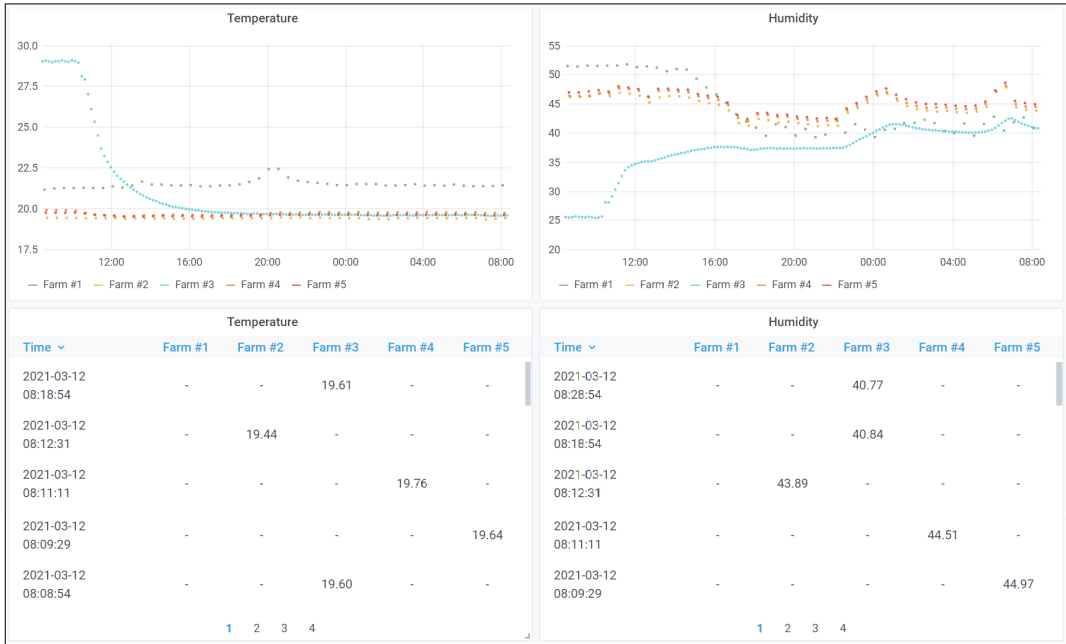 Temperature
30.0
27.5
25.0
22.5
20.0
17.5
12:00 16:00 20:00 00:00 04:00 08:00
Farm #1 Farm #2 Farm #3 Farm #4 Farm #5
Humidity
55
50
45
40
35
30
25
20
12:00 16:00 20:00 00:00 04:00 08:00
Farm #1 Farm #2 Farm #3 Farm #4 Farm #5
Temperature
Time Farm #1 Farm #2 Farm #3 Farm #4 Farm #5
2021-03-12
08:18:54 - - 19.61 - -
2021-03-12
08:12:31 - 19.44 - - -
2021-03-12
08:11:11 - - - 19.76 -
2021-03-12
08:09:29 - - - - 19.64
2021-03-12
08:08:54 - - 19.60 - -
1 2 3 4
Humidity
Time Farm #1 Farm #2 Farm #3 Farm #4 Farm #5
2021-03-12
08:28:54 - - 40.77 - -
2021-03-12
08:18:54 - - 40.84 - -
2021-03-12
08:12:31 - 43.89 - - -
2021-03-12
08:11:11 - - - 44.51 -
2021-03-12
08:09:29 - - - - 44.97
1 2 3 4